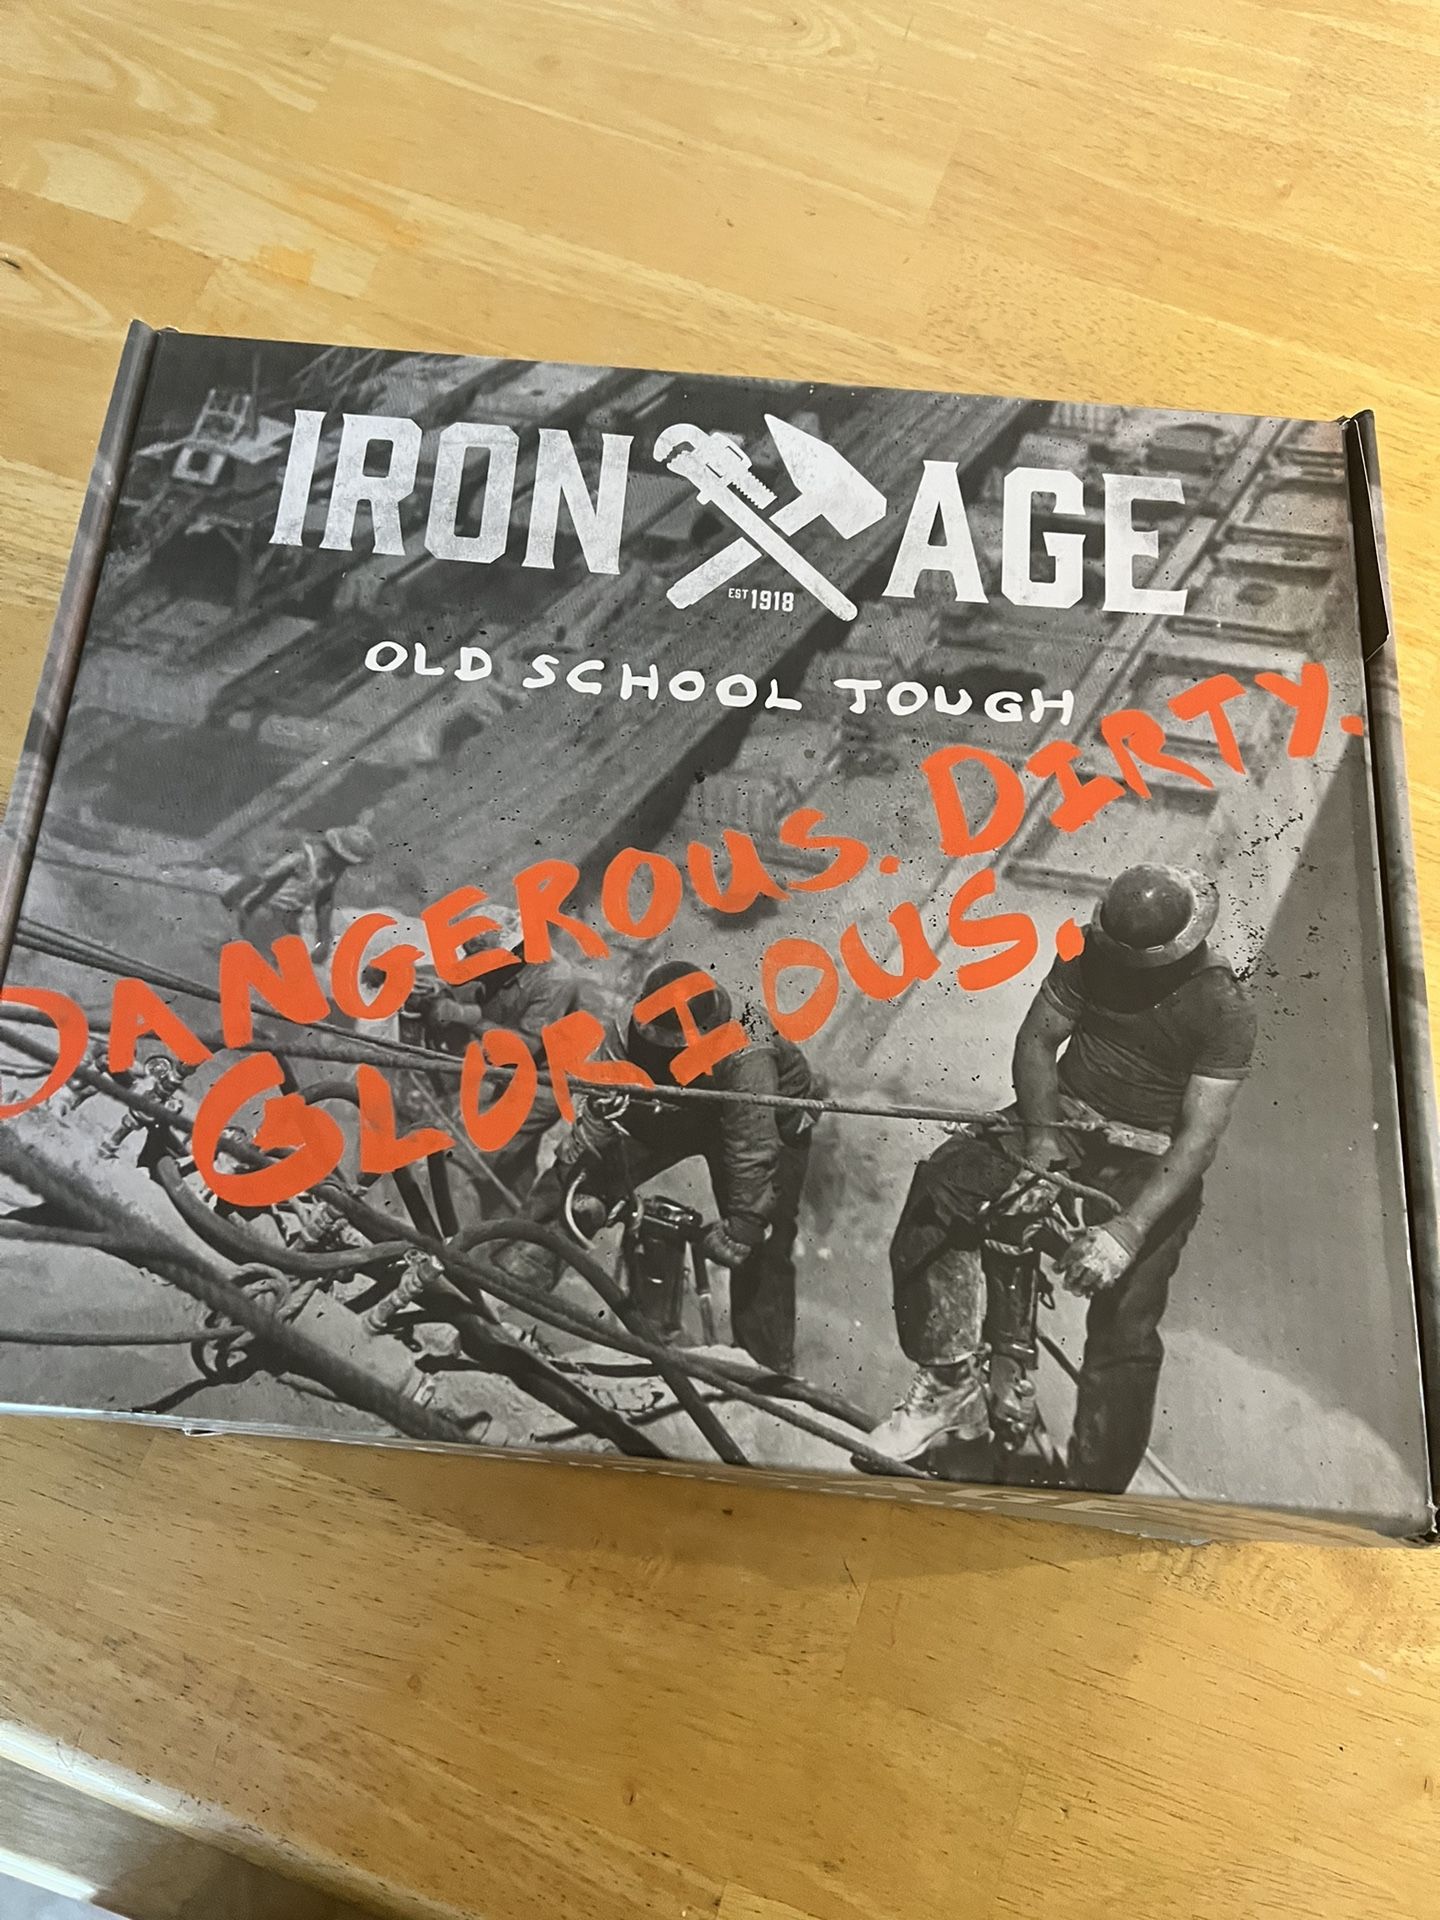 IRON AGE
EST 1918
OLD SCHOOL TOUGH
DANGEROUS. DIRTY.
GLORIOUS.